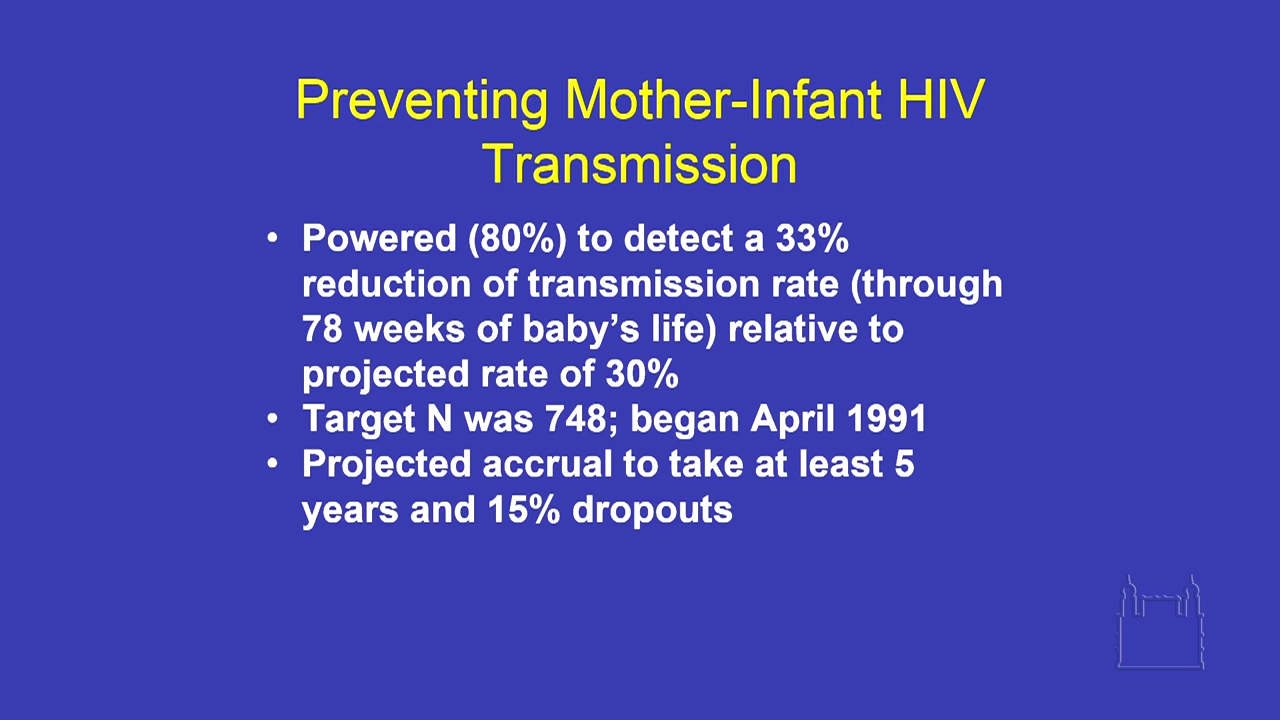 Preventing Mother-Infant HIV
Transmission
• Powered (80%) to detect a 33%
reduction of transmission rate (through
78 weeks of baby’s life) relative to
projected rate of 30%
• Target N was 748; began April 1991
• Projected accrual to take at least 5
years and 15% dropouts